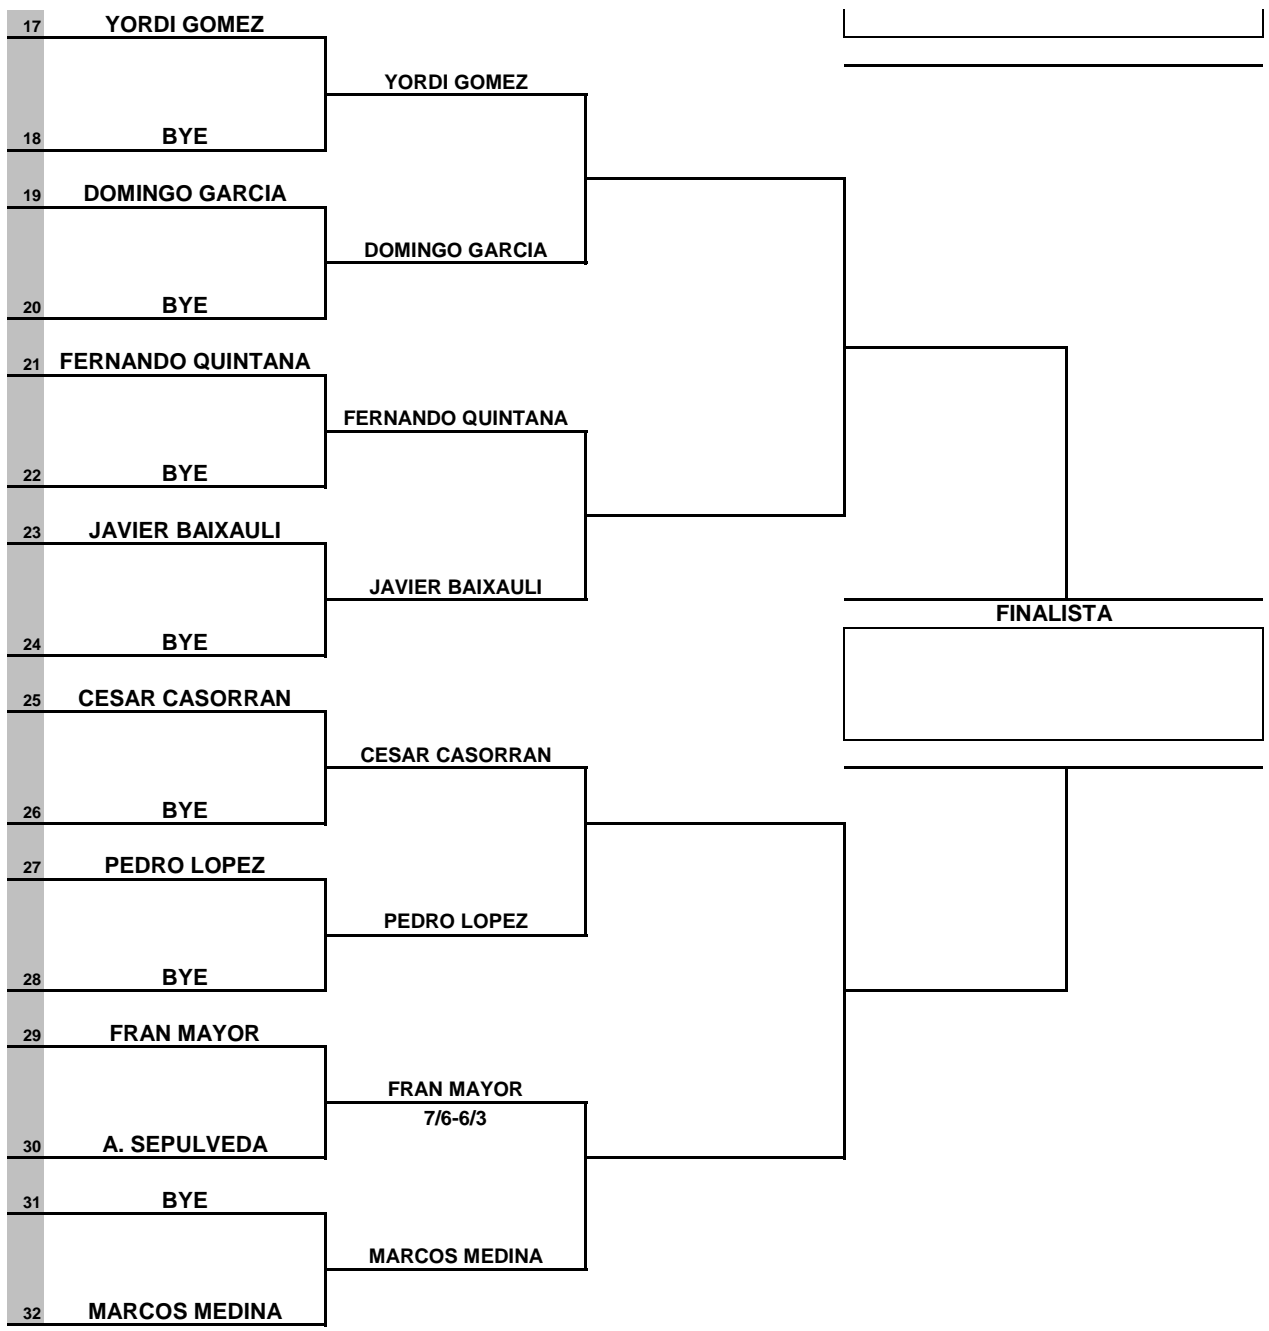 17 YORDI GOMEZ
YORDI GOMEZ
18 BYE
19 DOMINGO GARCIA
DOMINGO GARCIA
20 BYE
21 FERNANDO QUINTANA
FERNANDO QUINTANA
22 BYE
23 JAVIER BAIXAULI
JAVIER BAIXAULI
FINALISTA
24 BYE
25 CESAR CASORRAN
CESAR CASORRAN
26 BYE
27 PEDRO LOPEZ
PEDRO LOPEZ
28 BYE
29 FRAN MAYOR
FRAN MAYOR
7/6-6/3
30 A. SEPULVEDA
31 BYE
MARCOS MEDINA
32 MARCOS MEDINA